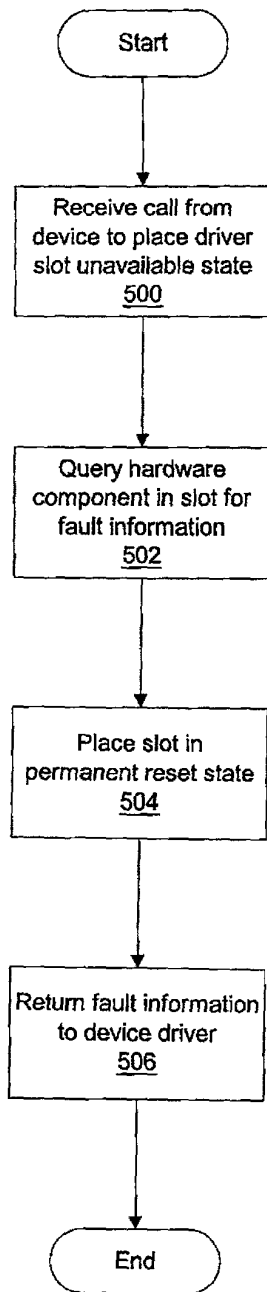 Start
Receive call from
device to place driver
slot unavailable state
500
Query hardware
component in slot for
fault information
502
Place slot in
permanent reset state
504
Return fault information
to device driver
506
End